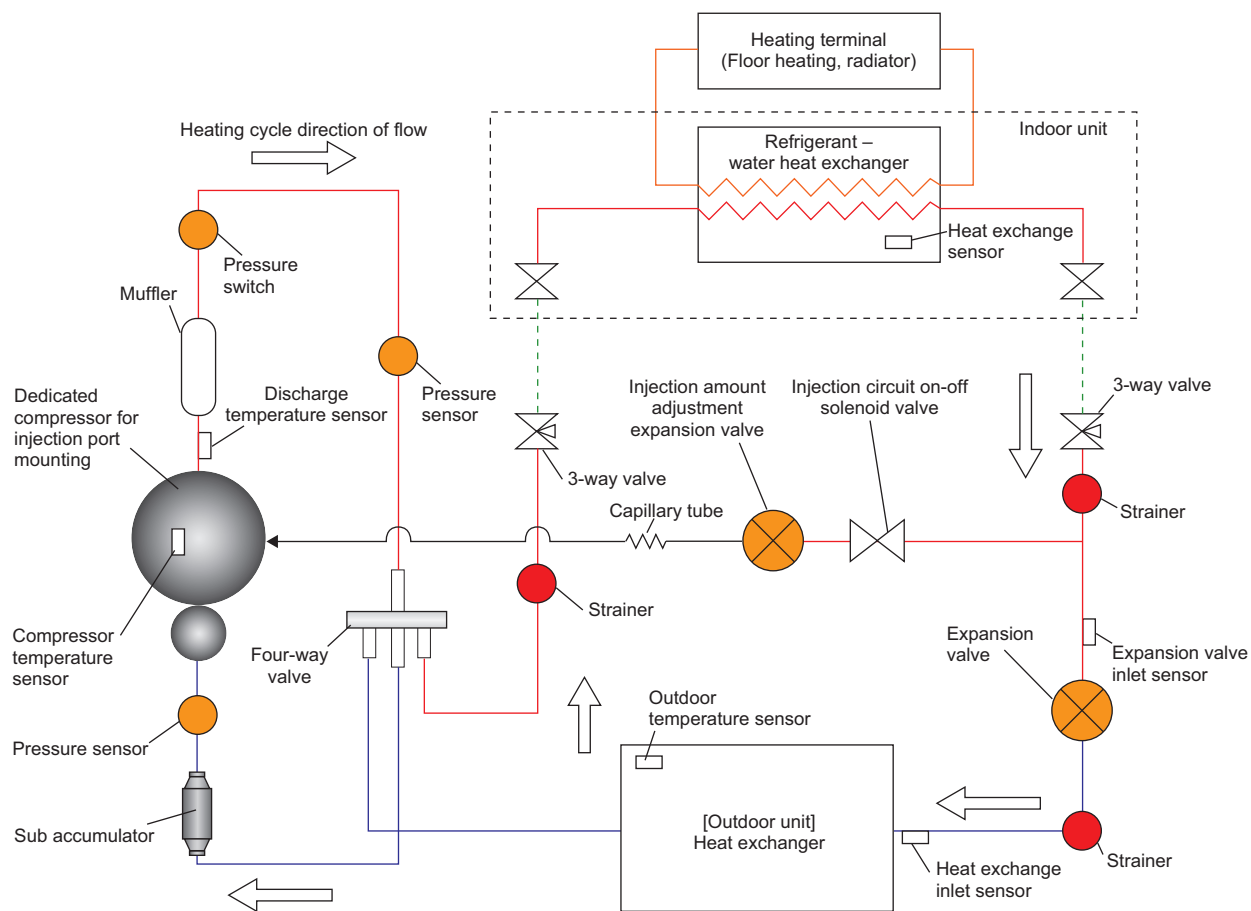 Heating terminal
(Floor heating, radiator)
Heating cycle direction of flow
Indoor unit
Refrigerant –
water heat exchanger
Heat exchange
sensor
Pressure
switch
Muffler
Discharge
temperature sensor
Pressure
sensor
Dedicated
compressor for
injection port
mounting
Injection amount
adjustment
expansion valve
Injection circuit on-off
solenoid valve
3-way valve
3-way valve
Capillary tube
Strainer
Strainer
Compressor
temperature
sensor
Four-way
valve
Expansion
valve
Expansion valve
inlet sensor
Outdoor
temperature sensor
Pressure sensor
Sub accumulator
[Outdoor unit]
Heat exchanger
Heat exchange
inlet sensor
Strainer